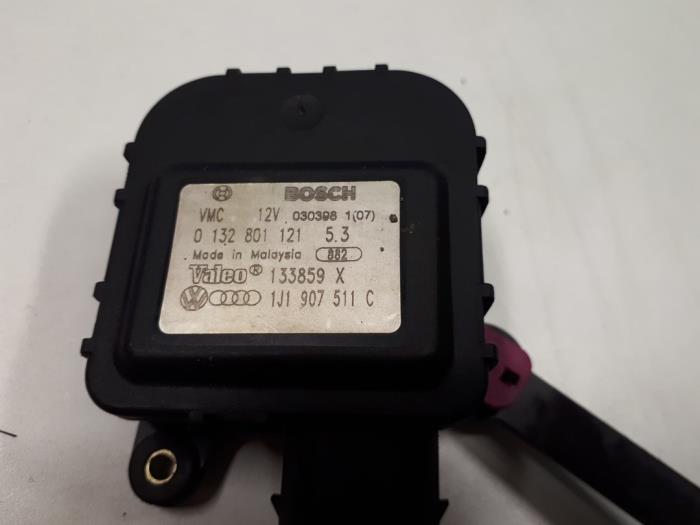 BOSCH
VMC 12V 030398 1(07)
0 132 801 121 5.3
Made in Malaysia 882
Valeo® 133859 X
1J1 907 511 C